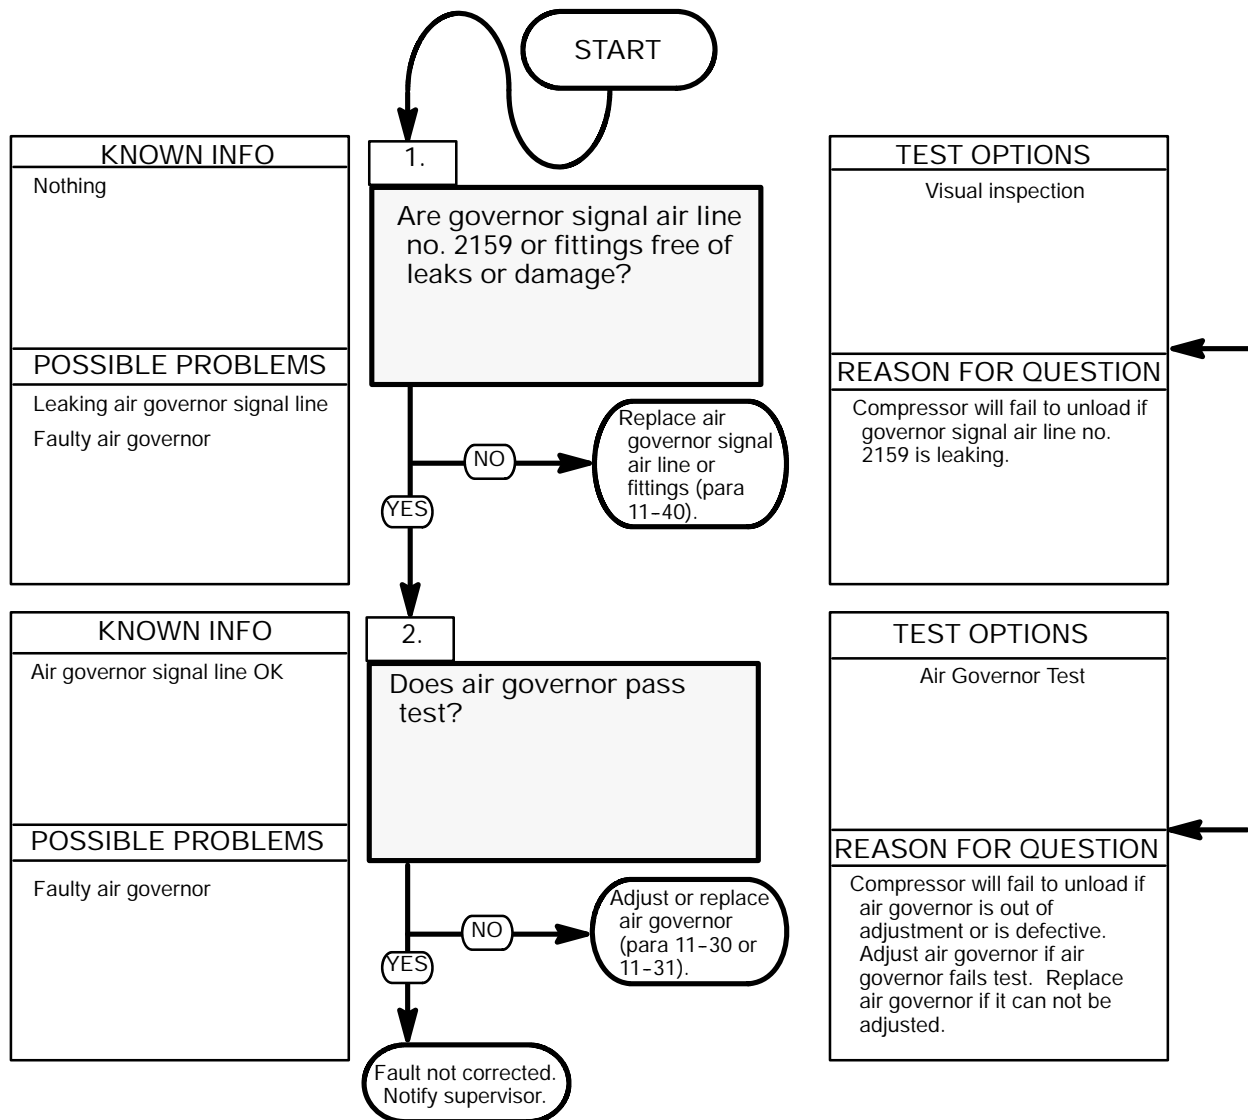 START
KNOWN INFO
Nothing
POSSIBLE PROBLEMS
Leaking air governor signal line
Faulty air governor
1.
Are governor signal air line
no. 2159 or fittings free of
leaks or damage?
NO
Replace air
governor signal
air line or
fittings (para
11-40).
YES
TEST OPTIONS
Visual inspection
REASON FOR QUESTION
Compressor will fail to unload if
governor signal air line no.
2159 is leaking.
KNOWN INFO
Air governor signal line OK
POSSIBLE PROBLEMS
Faulty air governor
2.
Does air governor pass
test?
NO
Adjust or replace
air governor
(para 11-30 or
11-31).
YES
Fault not corrected.
Notify supervisor.
TEST OPTIONS
Air Governor Test
REASON FOR QUESTION
Compressor will fail to unload if
air governor is out of
adjustment or is defective.
Adjust air governor if air
governor fails test. Replace
air governor if it can not be
adjusted.